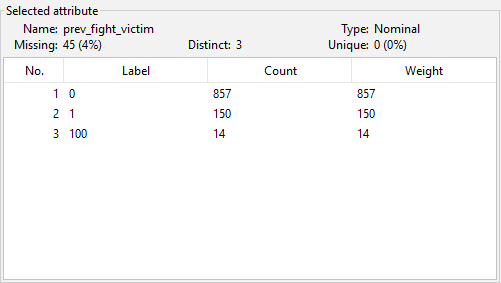 Selected attribute
Name: prev_fight_victim Type: Nominal
Missing: 45 (4%) Distinct: 3 Unique: 0 (0%)
No. Label Count Weight
1 0 857 857
2 1 150 150
3 100 14 14